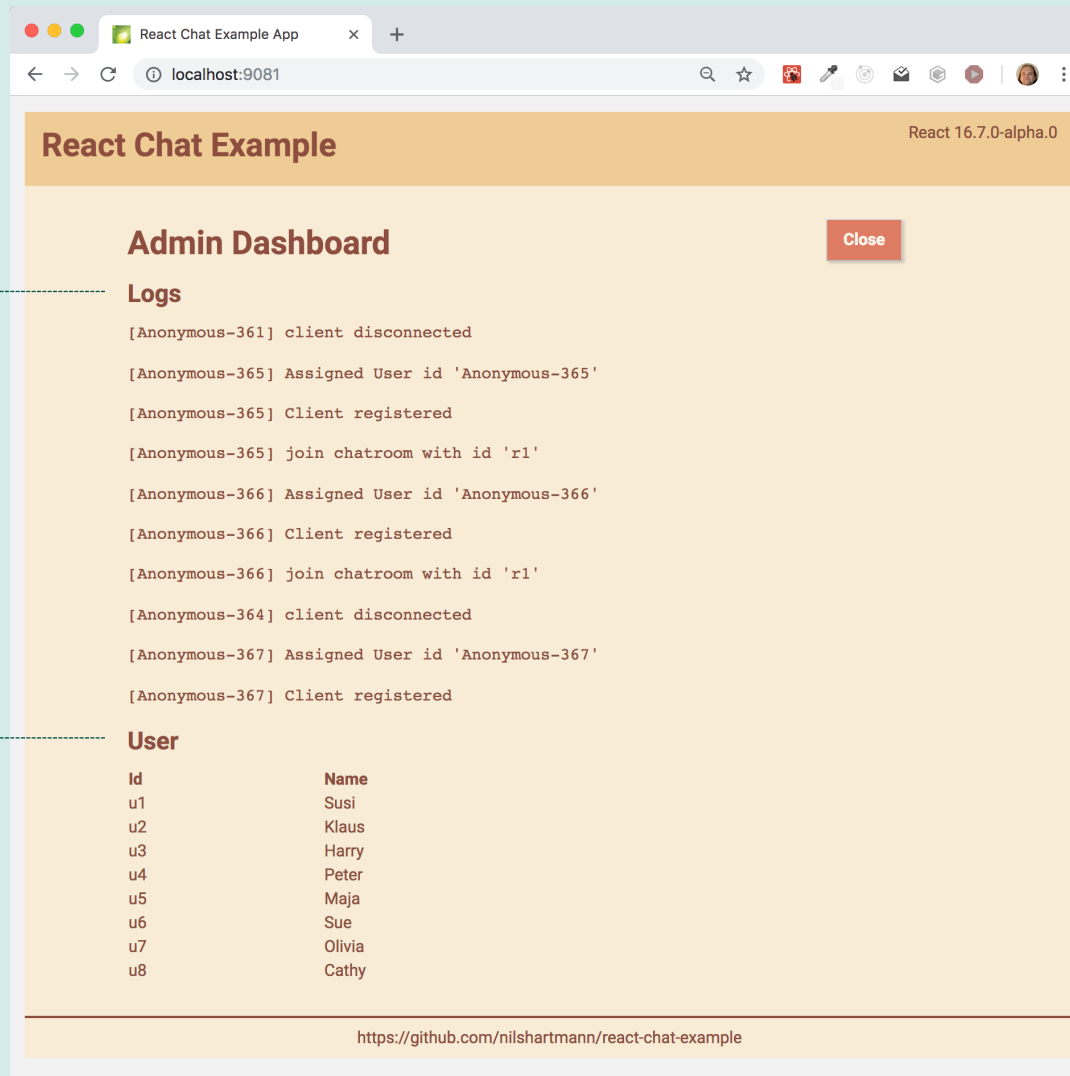 React Chat Example App
localhost:9081
React Chat Example
React 16.7.0-alpha.0
Admin Dashboard
Close
Logs
[Anonymous-361] client disconnected
[Anonymous-365] Assigned User id 'Anonymous-365'
[Anonymous-365] Client registered
[Anonymous-365] join chatroom with id 'r1'
[Anonymous-366] Assigned User id 'Anonymous-366'
[Anonymous-366] Client registered
[Anonymous-366] join chatroom with id 'r1'
[Anonymous-364] client disconnected
[Anonymous-367] Assigned User id 'Anonymous-367'
[Anonymous-367] Client registered
User
Id Name
u1 Susi
u2 Klaus
u3 Harry
u4 Peter
u5 Maja
u6 Sue
u7 Olivia
u8 Cathy
https://github.com/nilshartmann/react-chat-example